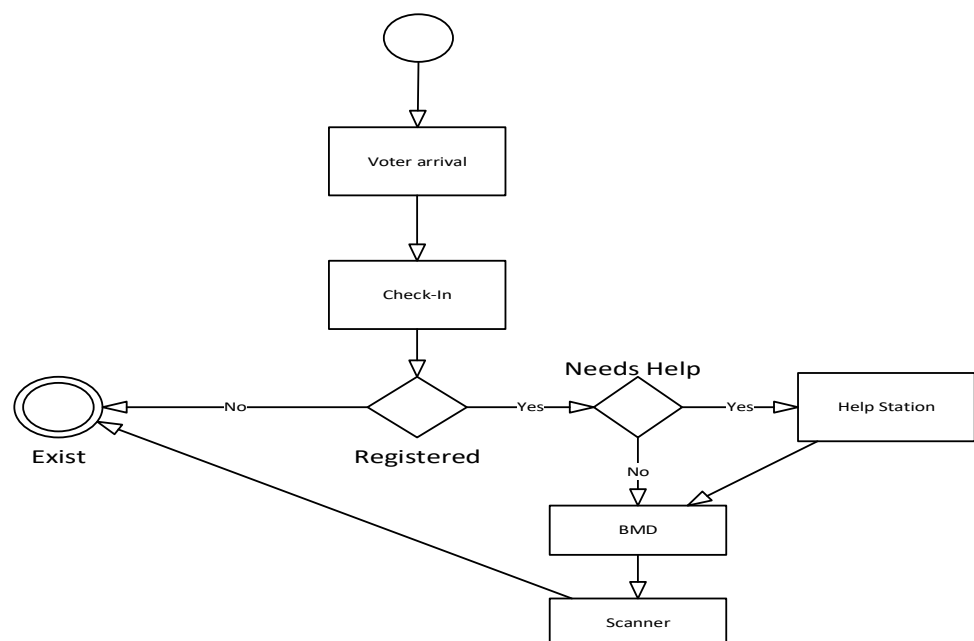 Voter arrival
Check-In
Needs Help
No
Yes
Yes
Help Station
Exist
Registered
No
BMD
Scanner